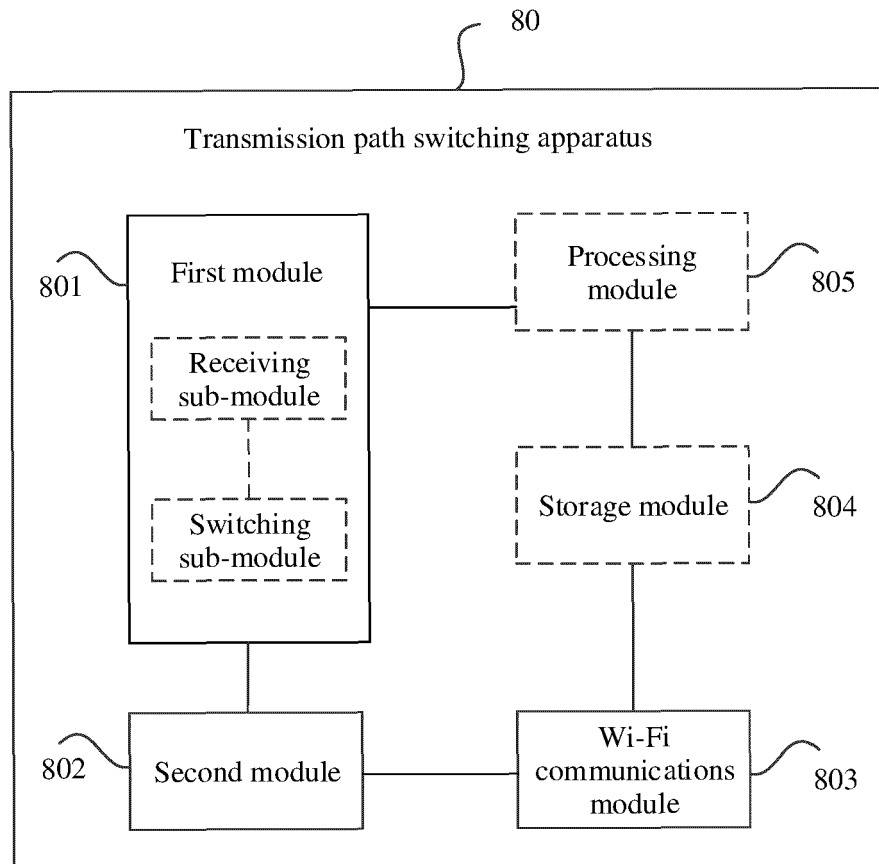 80
Transmission path switching apparatus
801
First module
Receiving
sub-module
Switching
sub-module
Processing
module
805
Storage module
804
802
Second module
Wi-Fi
communications
module
803